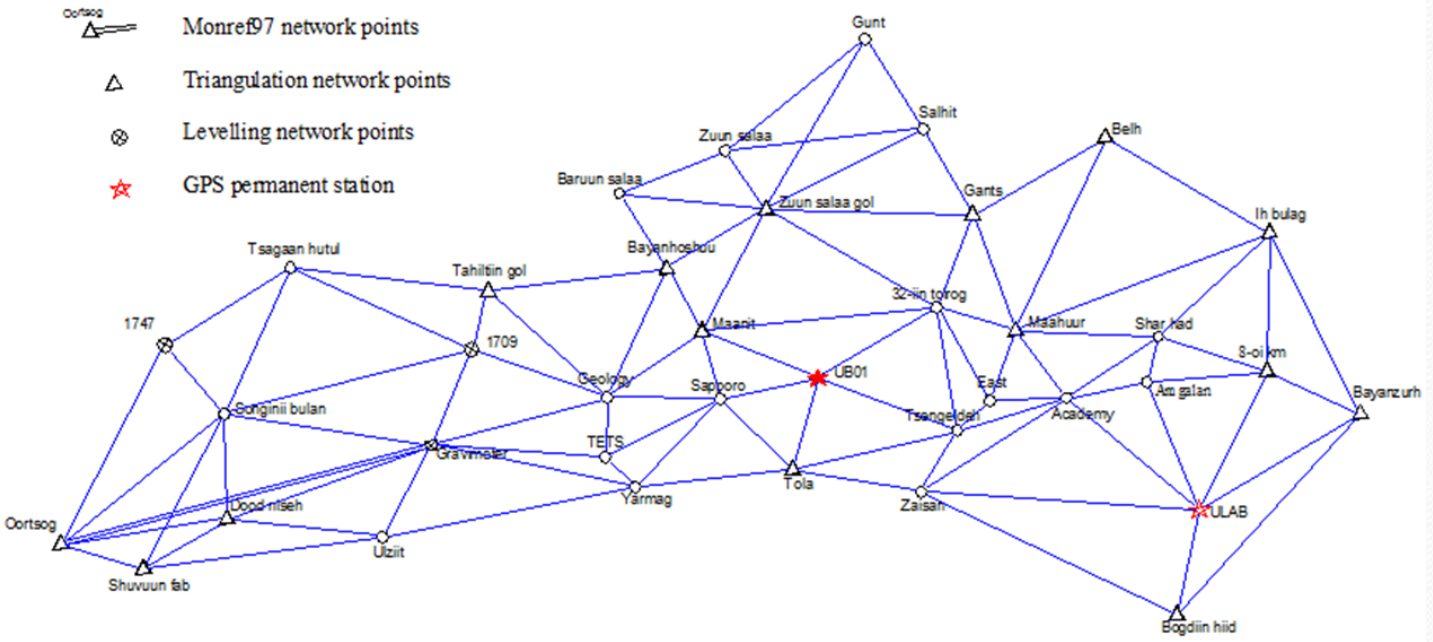 Oortsog
Monref97 network points
Triangulation network points
Levelling network points
GPS permanent station
Gunt
Salhit
Zuun salaa
Belh
Baruun salaa
Zuun salaa gol
Gants
Ih bulag
Bayanhoshuu
Tsagaan hutul
Tahiltiin gol
32-iin toirog
1747
1709
Maanit
Maahuur
Shar had
8-oi km
Geology
Sapporo
UB01
East
Am galan
Bayanzurh
Songinii bulan
Tsengeldeh
Academy
Gravimeter
TETS
Dood niseh
Yarmag
Tola
Zaisan
ULAB
Oortsog
Ulziit
Shuvuun fab
Bogdiin hiid